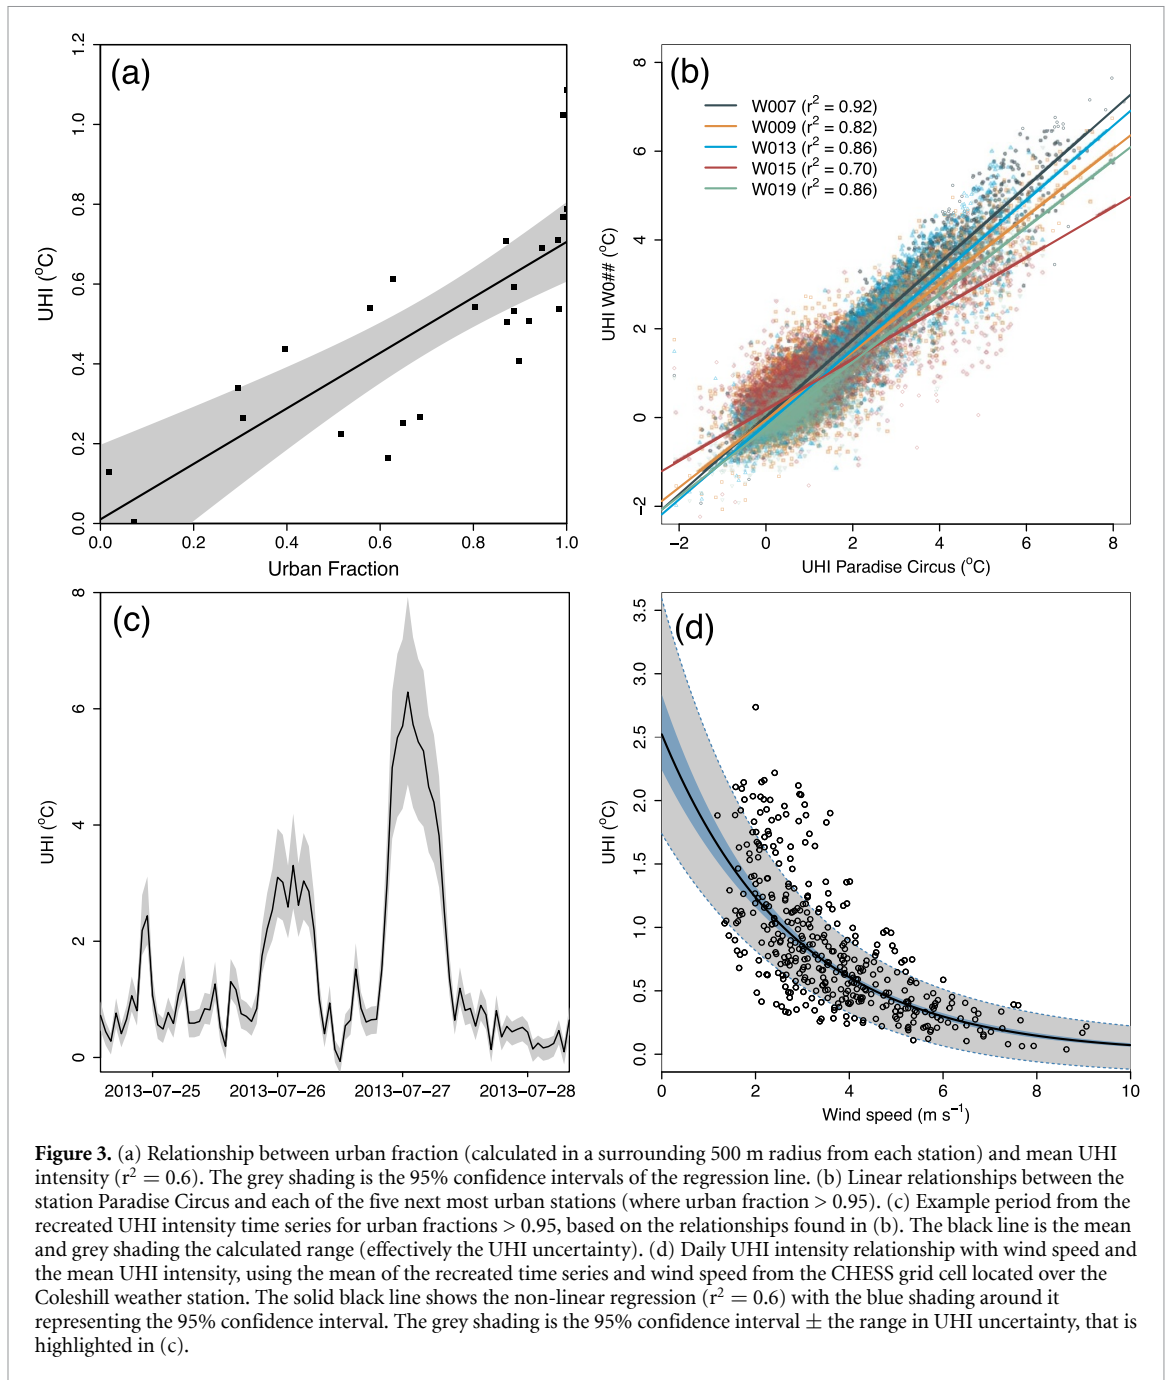 (a)
1.2
1.0
0.8
0.6
0.4
0.2
0.0
UHI (°C)
0.0 0.2 0.4 0.6 0.8 1.0
Urban Fraction
(b)
W007 (r² = 0.92)
W009 (r² = 0.82)
W013 (r² = 0.86)
W015 (r² = 0.70)
W019 (r² = 0.86)
8
6
4
2
0
−2
UHI W0## (°C)
−2 0 2 4 6 8
UHI Paradise Circus (°C)
(c)
8
6
4
2
0
UHI (°C)
2013−07−25 2013−07−26 2013−07−27 2013−07−28
(d)
3.5
3.0
2.5
2.0
1.5
1.0
0.5
0.0
UHI (°C)
0 2 4 6 8 10
Wind speed (m s⁻¹)
Figure 3. (a) Relationship between urban fraction (calculated in a surrounding 500 m radius from each station) and mean UHI
intensity (r² = 0.6). The grey shading is the 95% confidence intervals of the regression line. (b) Linear relationships between the
station Paradise Circus and each of the five next most urban stations (where urban fraction > 0.95). (c) Example period from the
recreated UHI intensity time series for urban fractions > 0.95, based on the relationships found in (b). The black line is the mean
and grey shading the calculated range (effectively the UHI uncertainty). (d) Daily UHI intensity relationship with wind speed and
the mean UHI intensity, using the mean of the recreated time series and wind speed from the CHESS grid cell located over the
Coleshill weather station. The solid black line shows the non-linear regression (r² = 0.6) with the blue shading around it
representing the 95% confidence interval. The grey shading is the 95% confidence interval ± the range in UHI uncertainty, that is
highlighted in (c).